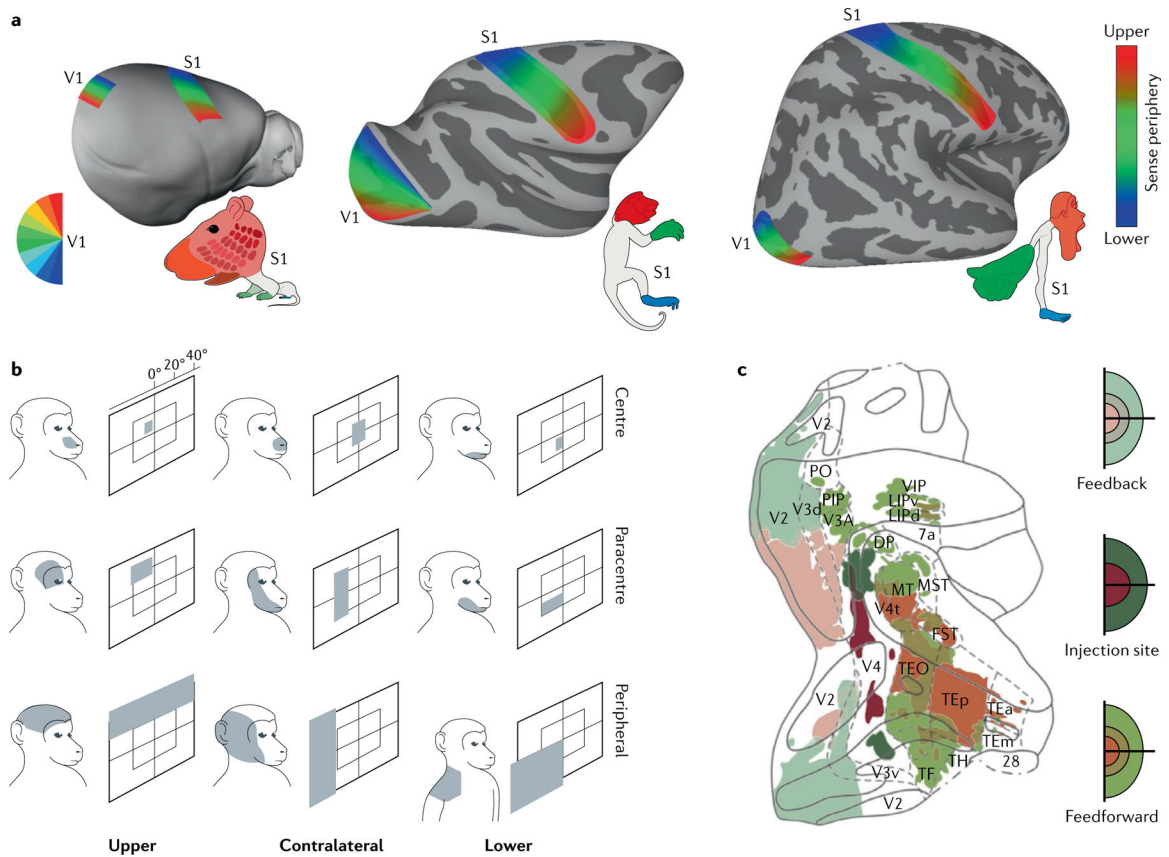 a
V1
S1
V1
S1
S1
V1
S1
S1
V1
S1
Upper
Sense periphery
Lower
b
0°
20°
40°
Centre
Paracentre
Peripheral
Upper
Contralateral
Lower
c
V2
PO
VIP
PIP
LIPv
V2
V3d
V3A
LIPd
7a
DP
MT
MST
V4t
FST
V4
TEO
V2
TEp
TEa
TEm
V3v
TF
TH
28
V2
Feedback
Injection site
Feedforward